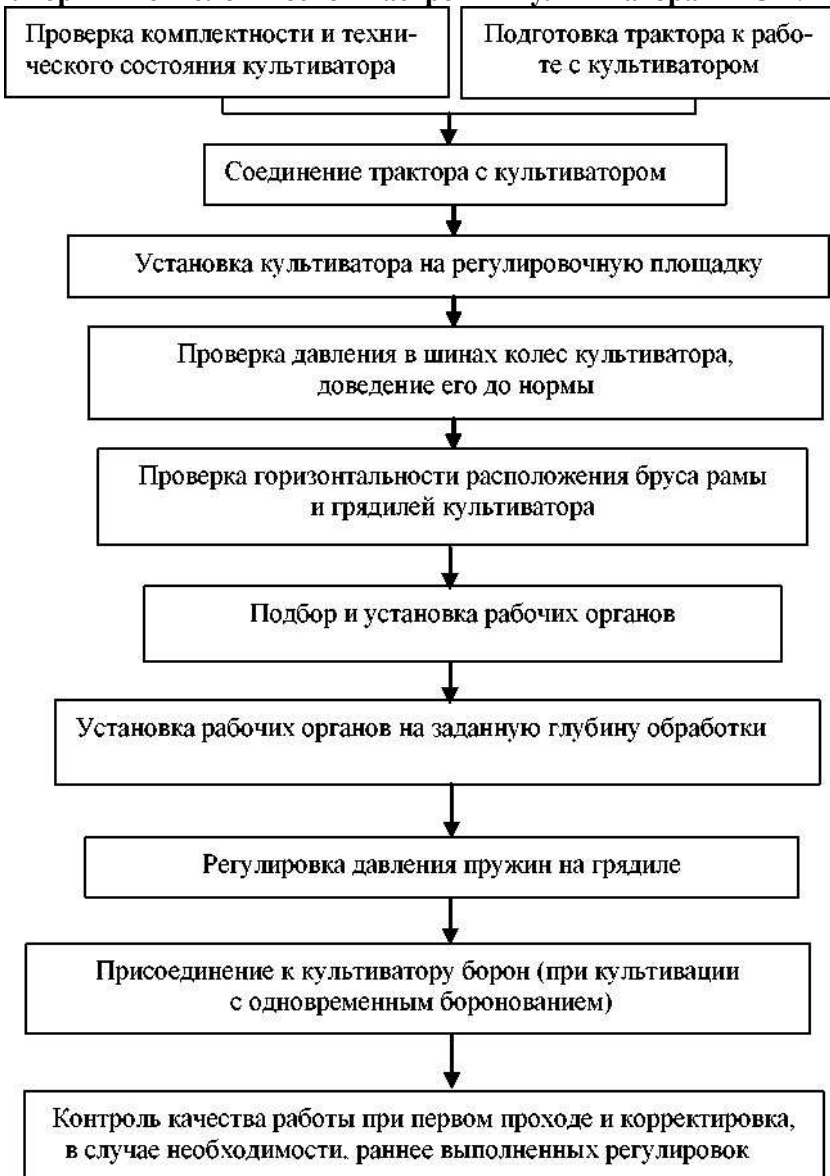 Проверка комплектности и техни-
ческого состояния культиватора
Подготовка трактора к рабо-
те с культиватором
Соединение трактора с культиватором
Установка культиватора на регулировочную площадку
Проверка давления в шинах колес культиватора,
доведение его до нормы
Проверка горизонтальности расположения бруса рамы
и грядилей культиватора
Подбор и установка рабочих органов
Установка рабочих органов на заданную глубину обработки
Регулировка давления пружин на грядиле
Присоединение к культиватору борон (при культивации
с одновременным боронованием)
Контроль качества работы при первом проходе и корректировка,
в случае необходимости, раннее выполненных регулировок